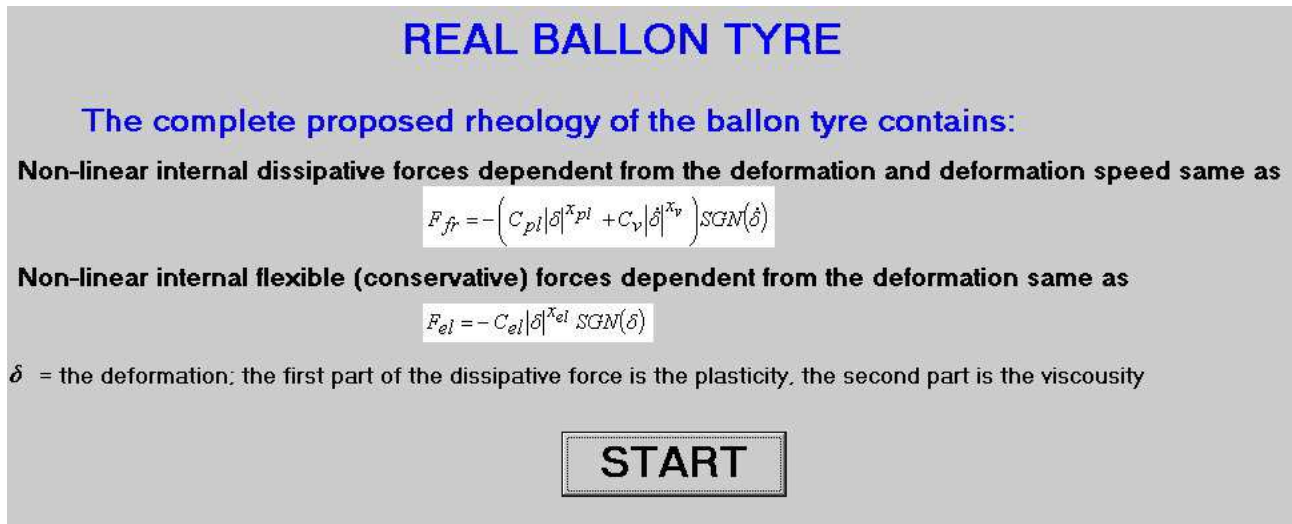 REAL BALLON TYRE
The complete proposed rheology of the ballon tyre contains:
Non-linear internal dissipative forces dependent from the deformation and deformation speed same as
F_fr = -( C_pl|δ|^{x_pl} + C_v|δ̇|^{x_v} )SGN(δ̇)
Non-linear internal flexible (conservative) forces dependent from the deformation same as
F_el = - C_el|δ|^{x_el} SGN(δ)
δ = the deformation; the first part of the dissipative force is the plasticity, the second part is the viscousity
START